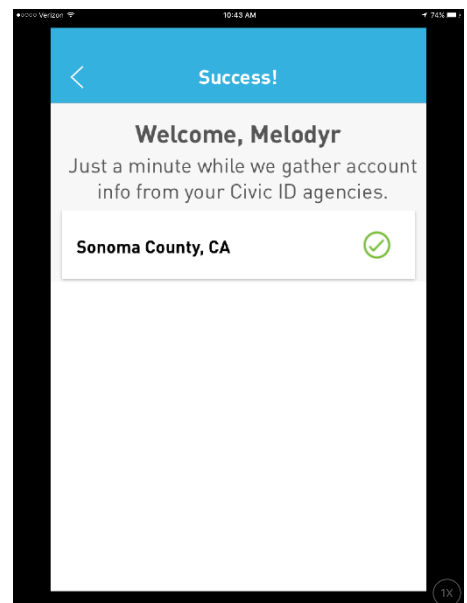 Verizon 10:43 AM 74%
Success!
Welcome, Melodyr
Just a minute while we gather account
info from your Civic ID agencies.
Sonoma County, CA
1X